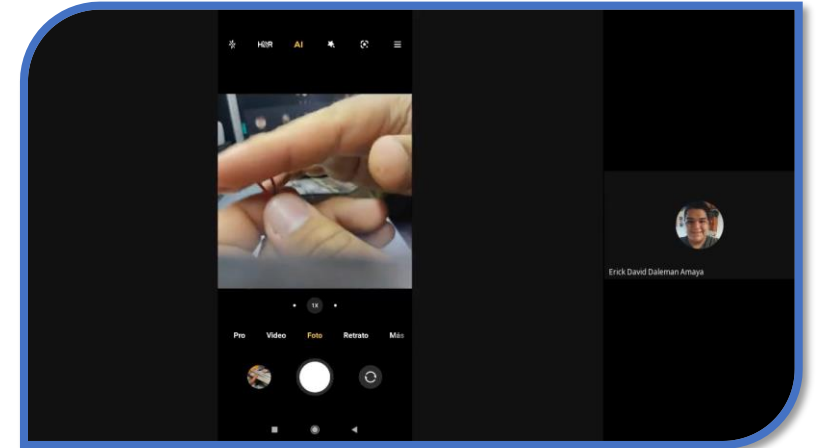 HDR AI
1X
Pro Video Foto Retrato Más
Erick David Daleman Amaya